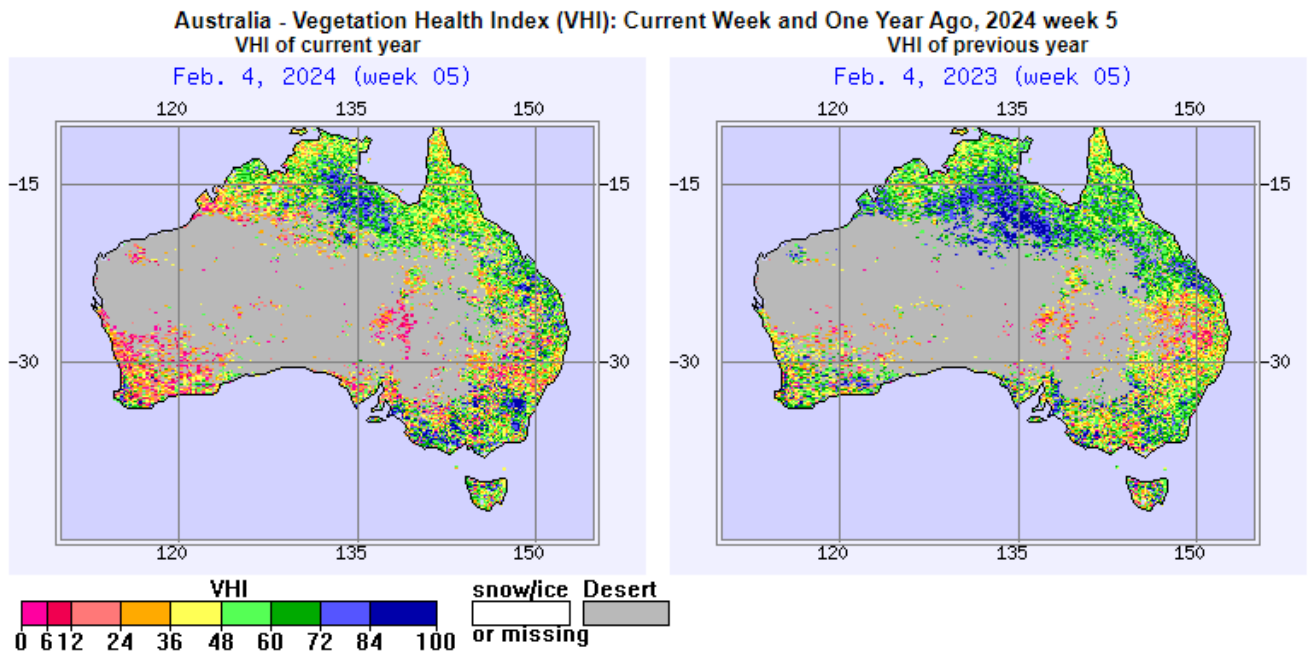 Australia - Vegetation Health Index (VHI): Current Week and One Year Ago, 2024 week 5
VHI of current year
VHI of previous year
Feb. 4, 2024 (week 05)
Feb. 4, 2023 (week 05)
120 135 150
120 135 150
-15 -15 -15
-30 -30 -30
120 135 150
120 135 150
VHI
snow/ice Desert
or missing
0 6 12 24 36 48 60 72 84 100